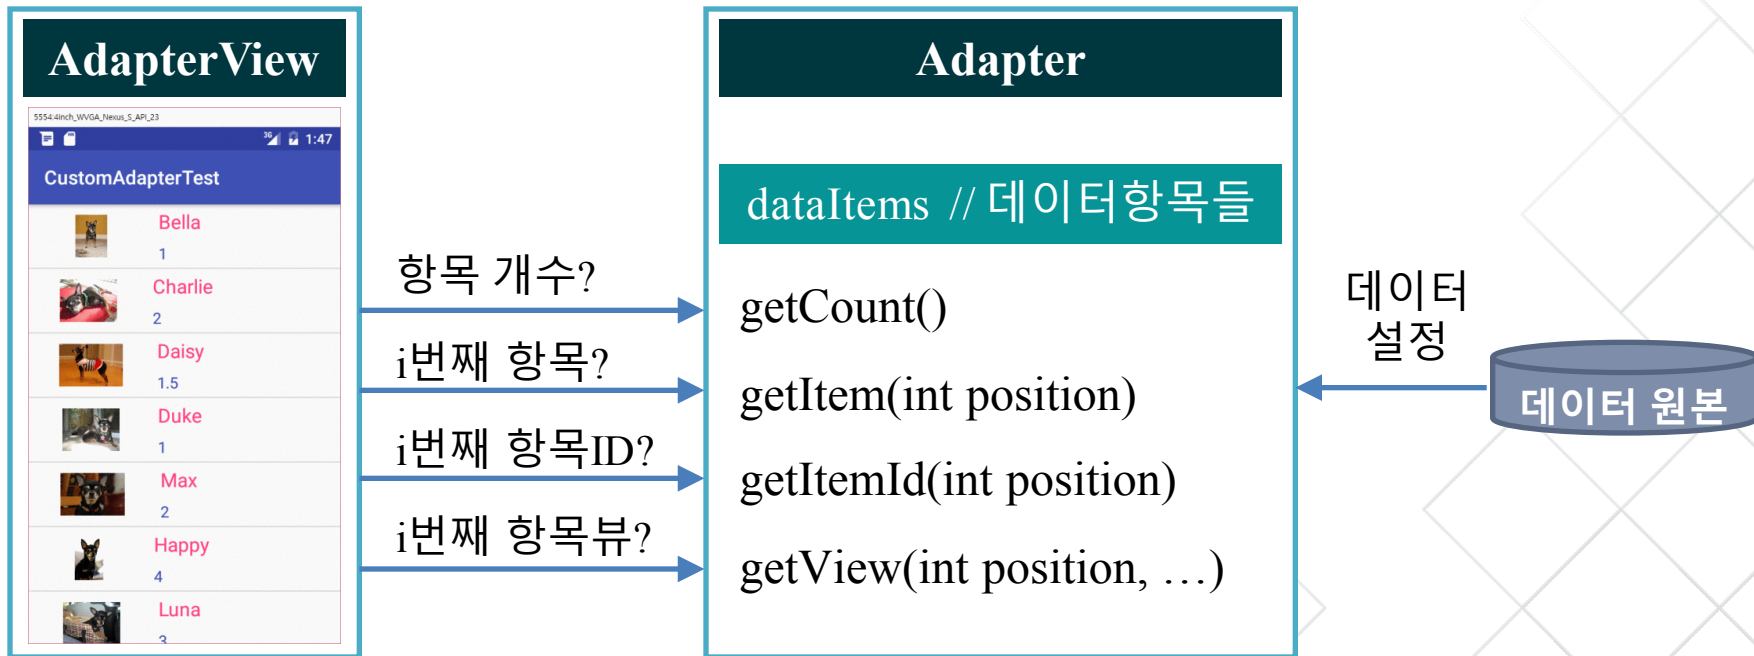 AdapterView
5554:4inch_WVGA_Nexus_S_API_23
3G 1:47
CustomAdapterTest
Bella
1
Charlie
2
Daisy
1.5
Duke
1
Max
2
Happy
4
Luna
3
항목 개수?
i번째 항목?
i번째 항목ID?
i번째 항목뷰?
Adapter
dataItems // 데이터항목들
getCount()
getItem(int position)
getItemId(int position)
getView(int position, …)
데이터
설정
데이터 원본